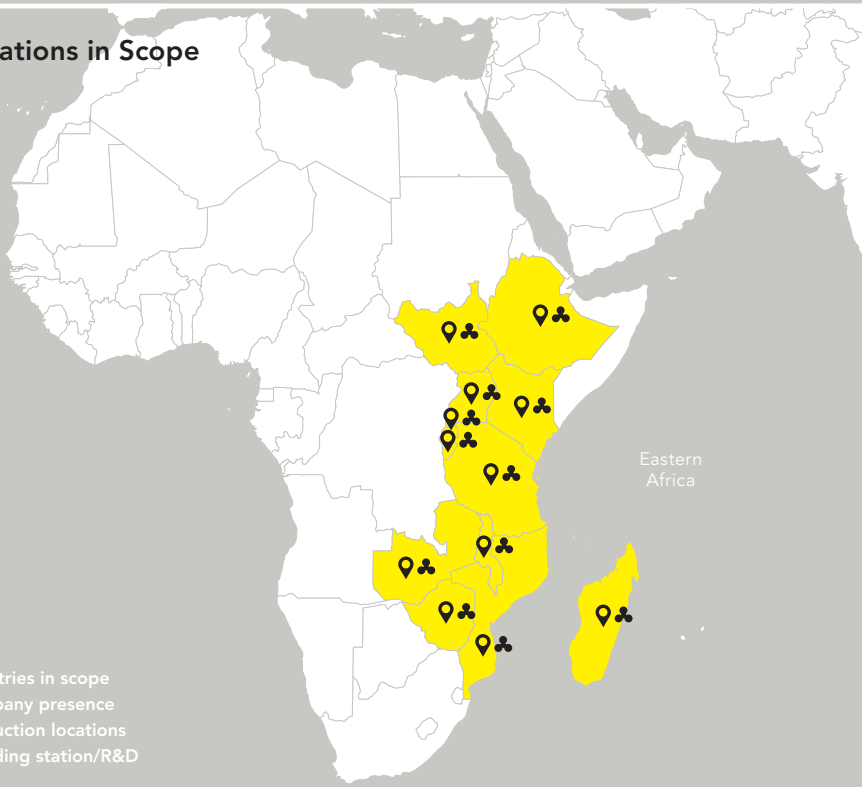 ations in Scope
Eastern
Africa
tries in scope
pany presence
uction locations
ding station/R&D